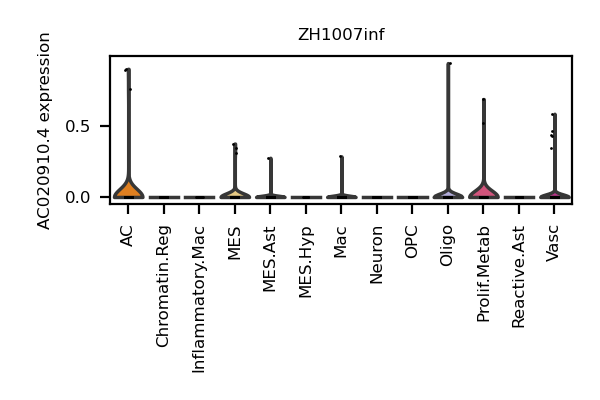 ZH1007inf
AC020910.4 expression
0.5
0.0
AC
Chromatin.Reg
Inflammatory.Mac
MES
MES.Ast
MES.Hyp
Mac
Neuron
OPC
Oligo
Prolif.Metab
Reactive.Ast
Vasc